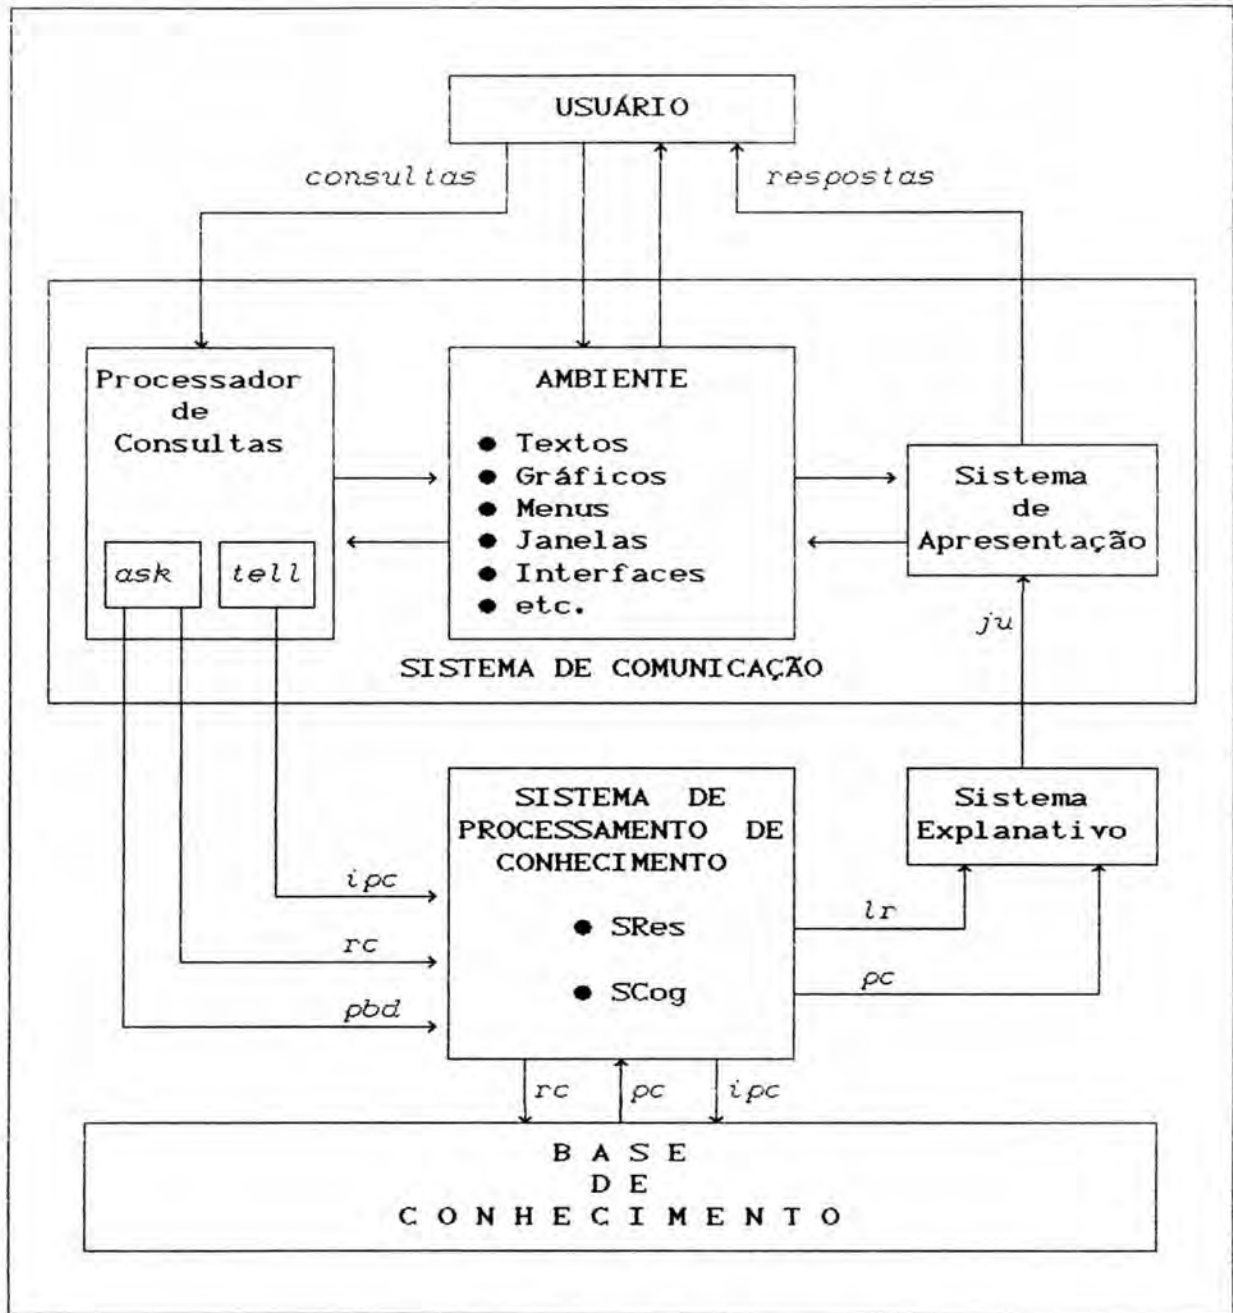 USUÁRIO
consultas
respostas
Processador
de
Consultas
ask
tell
AMBIENTE
● Textos
● Gráficos
● Menus
● Janelas
● Interfaces
● etc.
Sistema
de
Apresentação
ju
SISTEMA DE COMUNICAÇÃO
SISTEMA DE
PROCESSAMENTO DE
CONHECIMENTO
● SRes
● SCog
Sistema
Explanativo
ipc
rc
pbd
lr
pc
rc
pc
ipc
B A S E
D E
C O N H E C I M E N T O